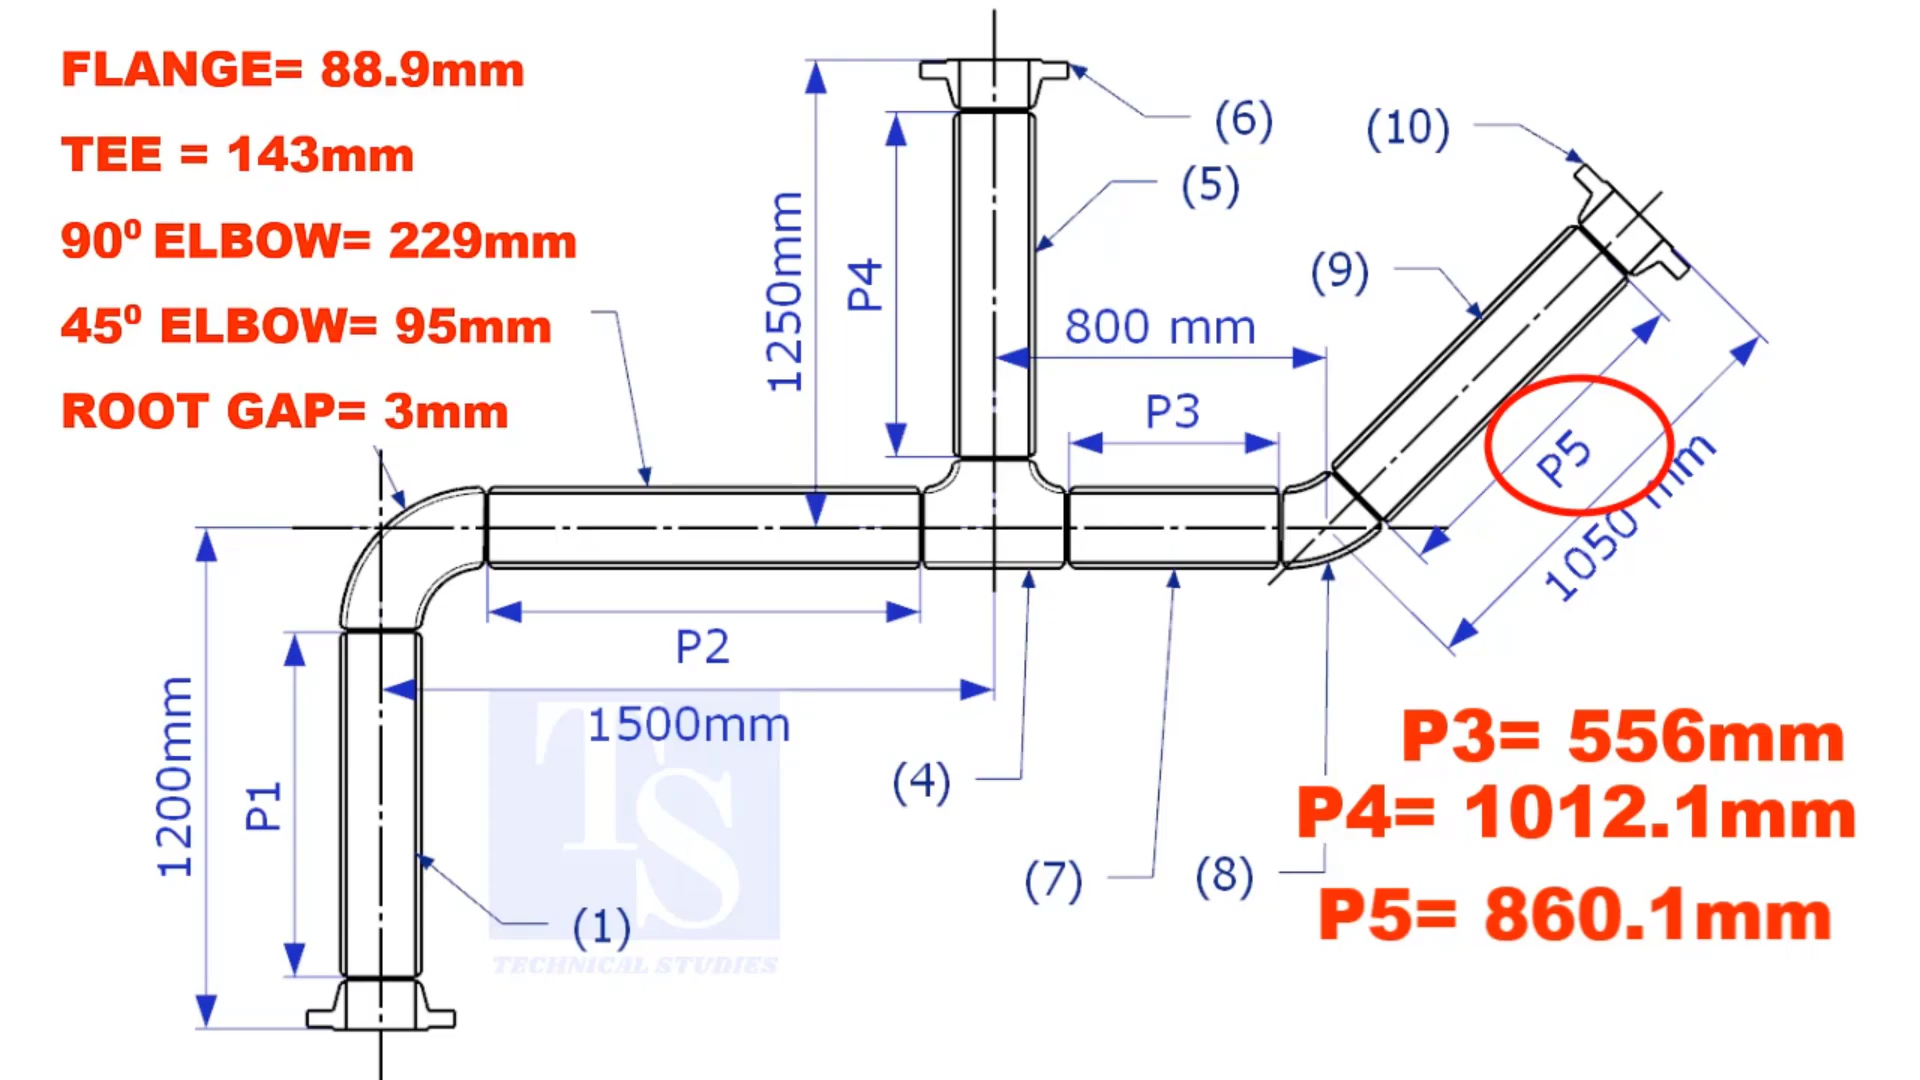 FLANGE= 88.9mm
TEE = 143mm
90⁰ ELBOW= 229mm
45⁰ ELBOW= 95mm
ROOT GAP= 3mm
(6)
(10)
(5)
1250mm
P4
(9)
800 mm
P3
P5
1050 mm
P2
1500mm
1200mm
P1
(4)
(7)
(8)
(1)
TS
TECHNICAL STUDIES
P3= 556mm
P4= 1012.1mm
P5= 860.1mm